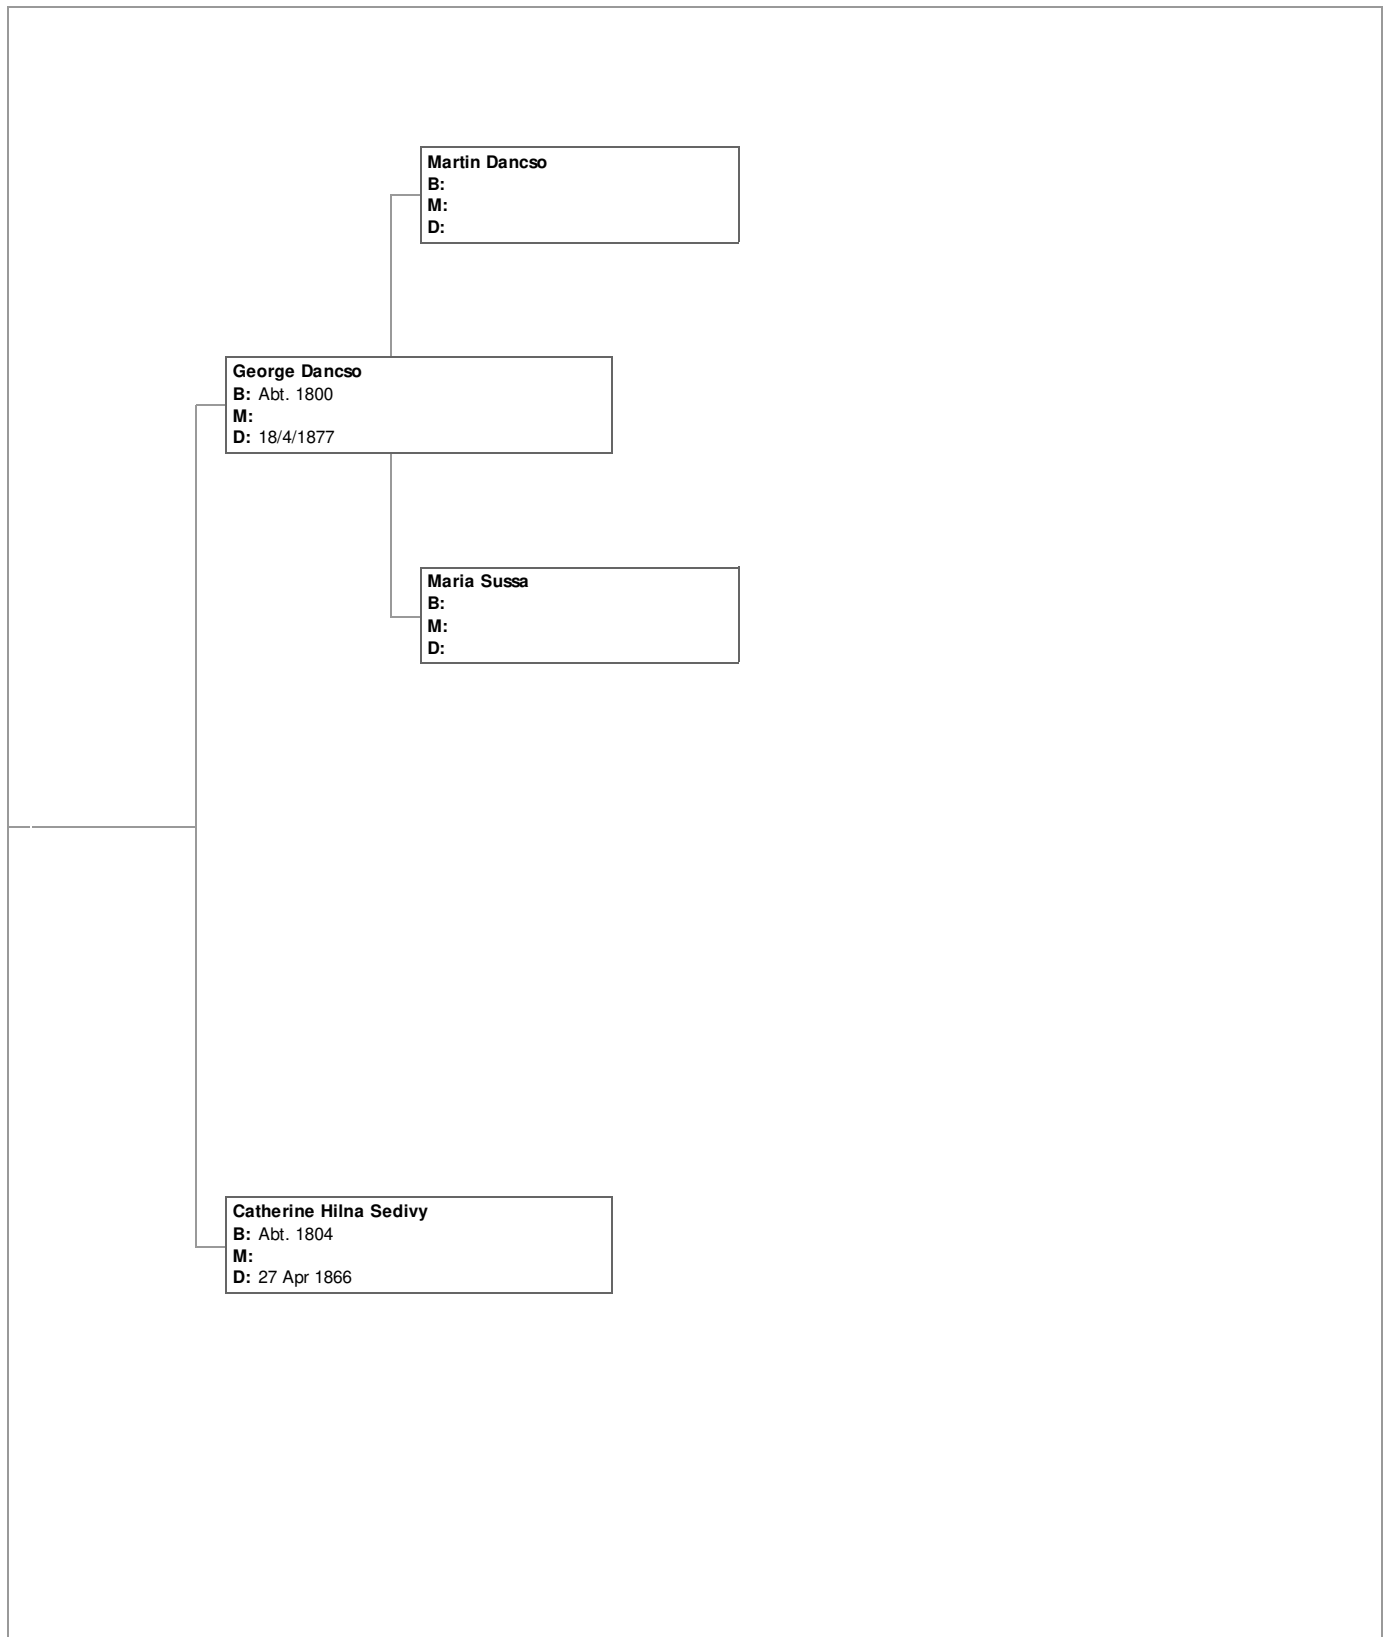 Martin Dancso
B:
M:
D:
George Dancso
B: Abt. 1800
M:
D: 18/4/1877
Maria Sussa
B:
M:
D:
Catherine Hilna Sedivy
B: Abt. 1804
M:
D: 27 Apr 1866